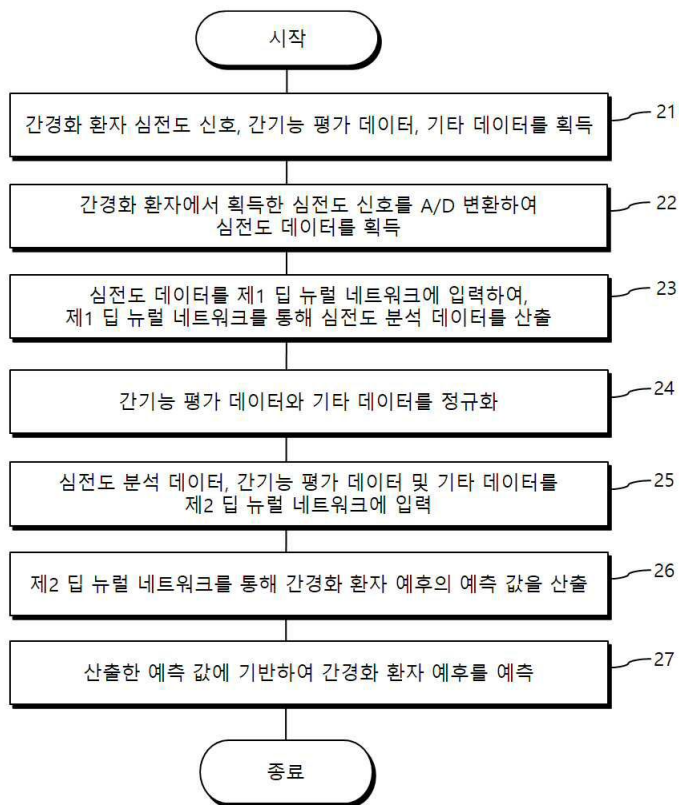 시작
간경화 환자 심전도 신호, 간기능 평가 데이터, 기타 데이터를 획득
21
간경화 환자에서 획득한 심전도 신호를 A/D 변환하여
심전도 데이터를 획득
22
심전도 데이터를 제1 딥 뉴럴 네트워크에 입력하여,
제1 딥 뉴럴 네트워크를 통해 심전도 분석 데이터를 산출
23
간기능 평가 데이터와 기타 데이터를 정규화
24
심전도 분석 데이터, 간기능 평가 데이터 및 기타 데이터를
제2 딥 뉴럴 네트워크에 입력
25
제2 딥 뉴럴 네트워크를 통해 간경화 환자 예후의 예측 값을 산출
26
산출한 예측 값에 기반하여 간경화 환자 예후를 예측
27
종료